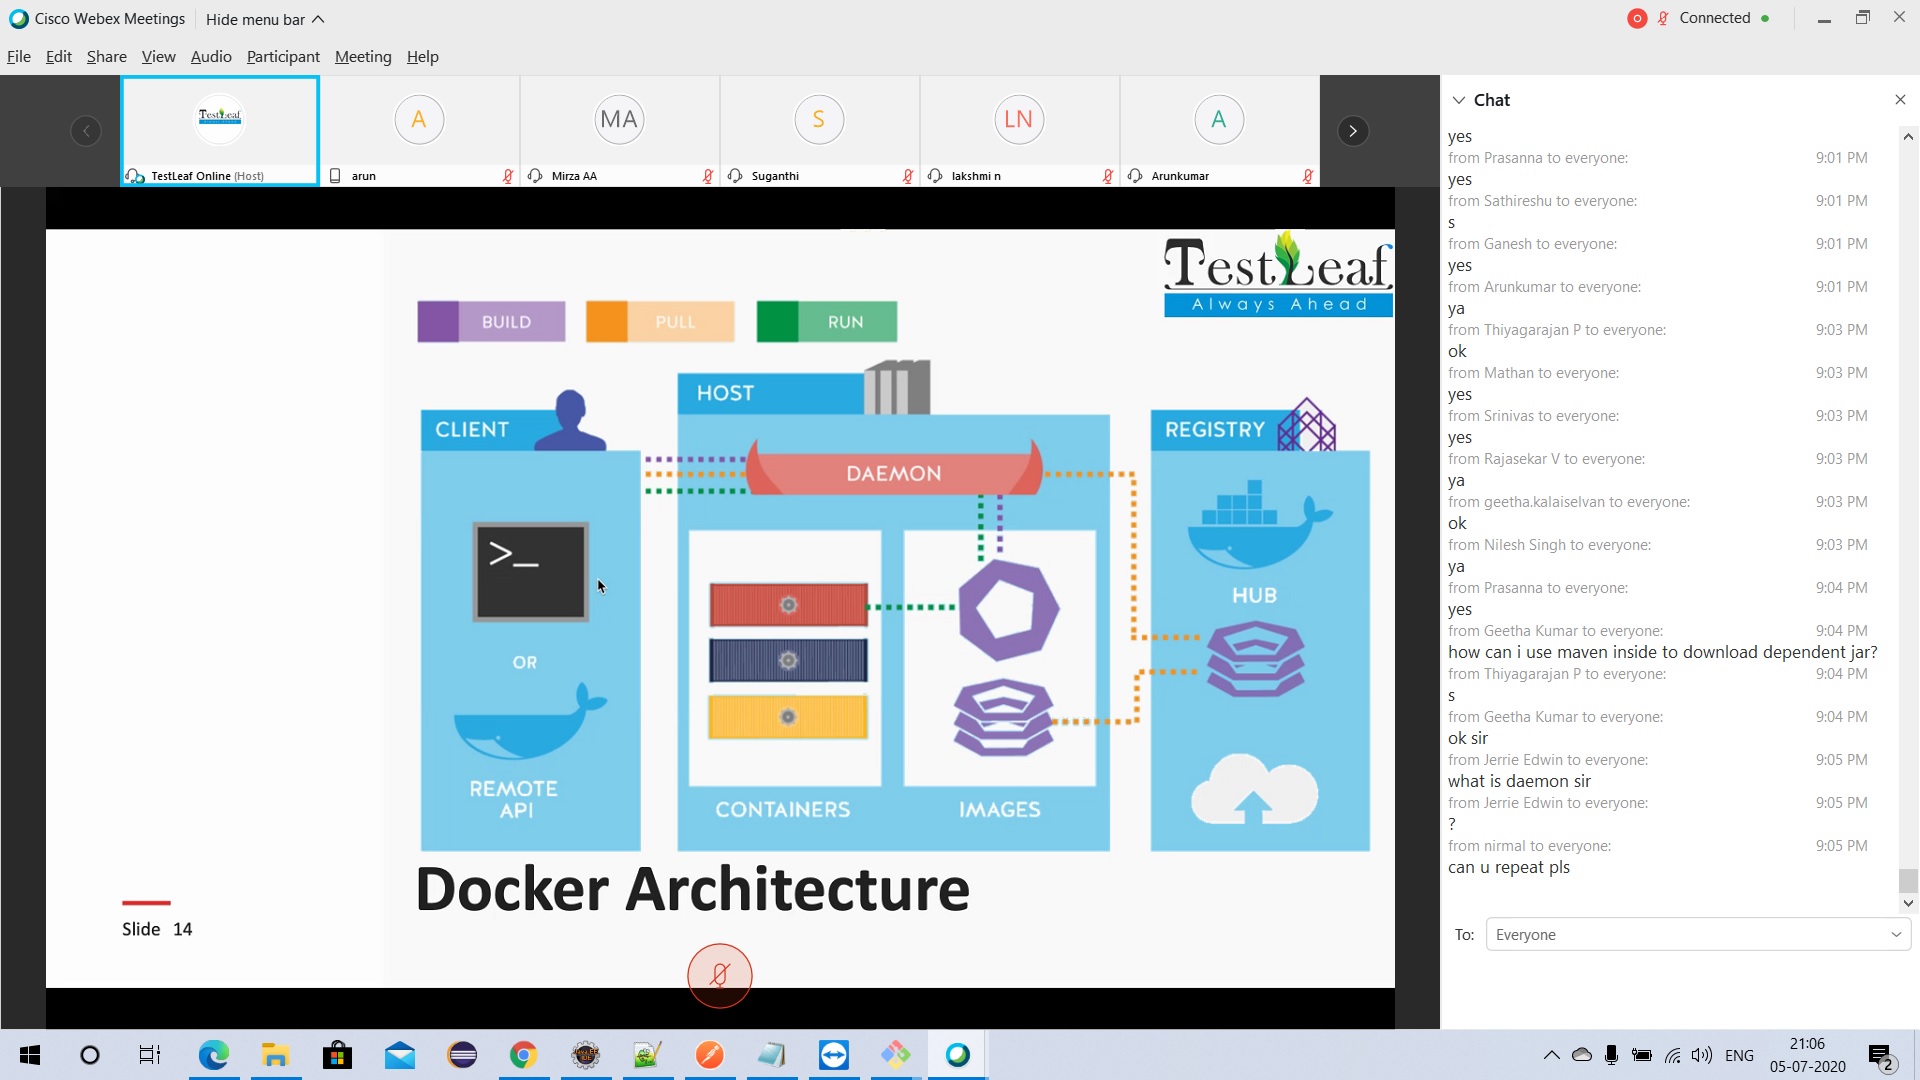 Cisco Webex Meetings
Hide menu bar
Connected
File Edit Share View Audio Participant Meeting Help
TestLeaf
TestLeaf Online (Host)
A
arun
MA
Mirza AA
S
Suganthi
LN
lakshmi n
A
Arunkumar
TestLeaf
Always Ahead
BUILD
PULL
RUN
CLIENT
HOST
REGISTRY
DAEMON
>_
OR
REMOTE
API
CONTAINERS
IMAGES
HUB
Docker Architecture
Slide 14
Chat
yes
from Prasanna to everyone: 9:01 PM
yes
from Sathireshu to everyone: 9:01 PM
s
from Ganesh to everyone: 9:01 PM
yes
from Arunkumar to everyone: 9:01 PM
ya
from Thiyagarajan P to everyone: 9:03 PM
ok
from Mathan to everyone: 9:03 PM
yes
from Srinivas to everyone: 9:03 PM
yes
from Rajasekar V to everyone: 9:03 PM
ya
from geetha.kalaiselvan to everyone: 9:03 PM
ok
from Nilesh Singh to everyone: 9:03 PM
ya
from Prasanna to everyone: 9:04 PM
yes
from Geetha Kumar to everyone: 9:04 PM
how can i use maven inside to download dependent jar?
from Thiyagarajan P to everyone: 9:04 PM
s
from Geetha Kumar to everyone: 9:04 PM
ok sir
from Jerrie Edwin to everyone: 9:05 PM
what is daemon sir
from Jerrie Edwin to everyone: 9:05 PM
?
from nirmal to everyone: 9:05 PM
can u repeat pls
To: Everyone
ENG
21:06
05-07-2020
2